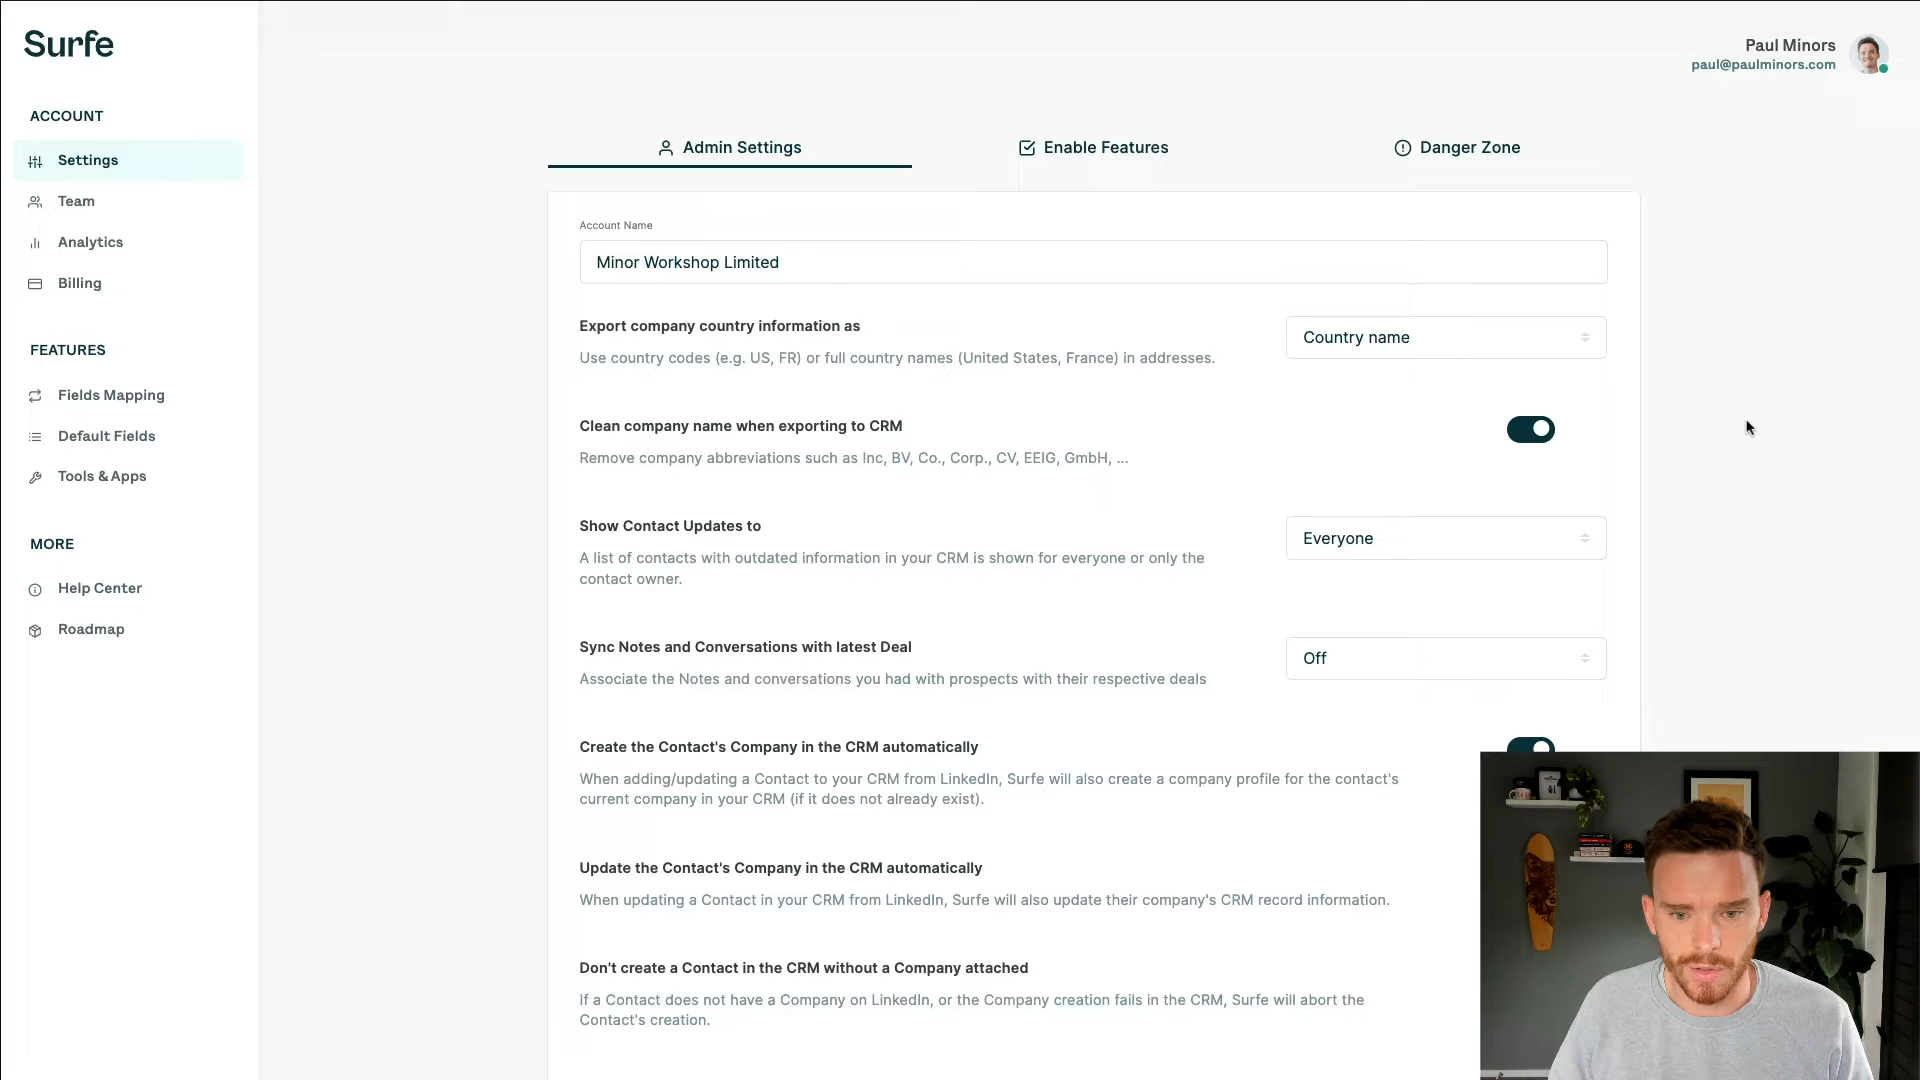 Surfe
Paul Minors
paul@paulminors.com
ACCOUNT
Settings
Team
Analytics
Billing
FEATURES
Fields Mapping
Default Fields
Tools & Apps
MORE
Help Center
Roadmap
Admin Settings
Enable Features
Danger Zone
Account Name
Minor Workshop Limited
Export company country information as
Use country codes (e.g. US, FR) or full country names (United States, France) in addresses.
Country name
Clean company name when exporting to CRM
Remove company abbreviations such as Inc, BV, Co., Corp., CV, EEIG, GmbH, ...
Show Contact Updates to
A list of contacts with outdated information in your CRM is shown for everyone or only the
contact owner.
Everyone
Sync Notes and Conversations with latest Deal
Associate the Notes and conversations you had with prospects with their respective deals
Off
Create the Contact's Company in the CRM automatically
When adding/updating a Contact to your CRM from LinkedIn, Surfe will also create a company profile for the contact's
current company in your CRM (if it does not already exist).
Update the Contact's Company in the CRM automatically
When updating a Contact in your CRM from LinkedIn, Surfe will also update their company's CRM record information.
Don't create a Contact in the CRM without a Company attached
If a Contact does not have a Company on LinkedIn, or the Company creation fails in the CRM, Surfe will abort the
Contact's creation.